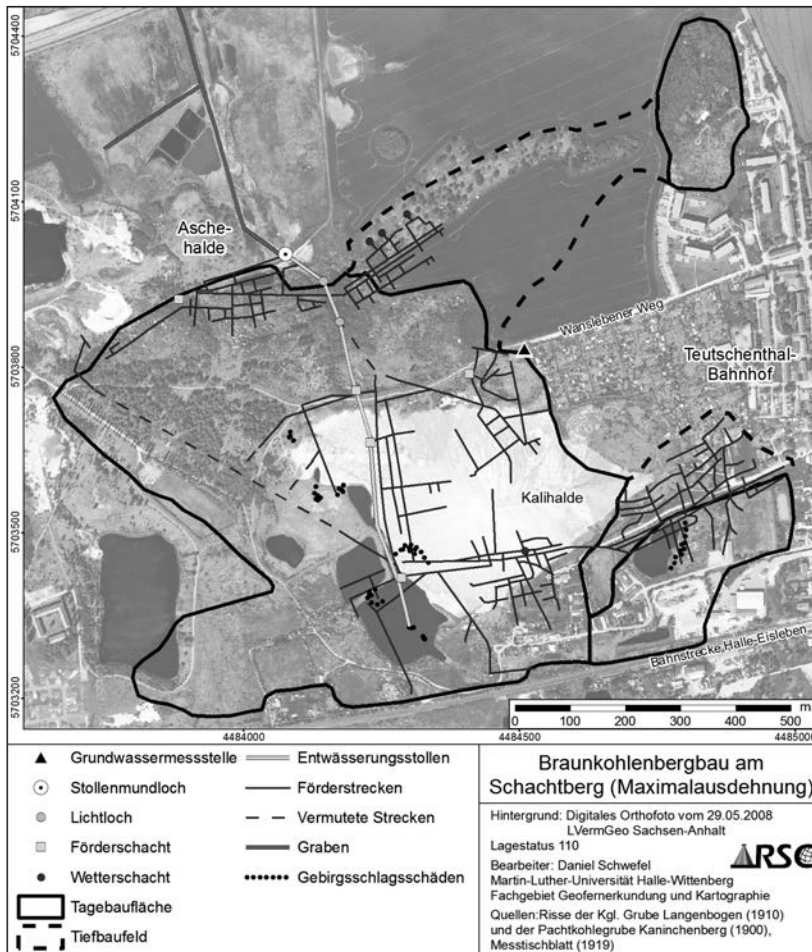 5704400
5704100
5703800
5703500
5703200
Asche-
halde
Wanslebener Weg
Teutschenthal-
Bahnhof
Kalihalde
Bahnstrecke Halle-Eisleben
m
0 100 200 300 400 500
4484000 4484500 4485000
Grundwassermessstelle
Stollenmundloch
Lichtloch
Förderschacht
Wetterschacht
Tagebaufläche
Tiefbaufeld
Entwässerungsstollen
Förderstrecken
Vermutete Strecken
Graben
Gebirgsschlagsschäden
Braunkohlenbergbau am
Schachtberg (Maximalausdehnung)
Hintergrund: Digitales Orthofoto vom 29.05.2008
LVermGeo Sachsen-Anhalt
Lagestatus 110
Bearbeiter: Daniel Schwefel
Martin-Luther-Universität Halle-Wittenberg
Fachgebiet Geofernerkundung und Kartographie
Quellen:Risse der Kgl. Grube Langenbogen (1910)
und der Pachtkohlegrube Kaninchenberg (1900),
Messtischblatt (1919)